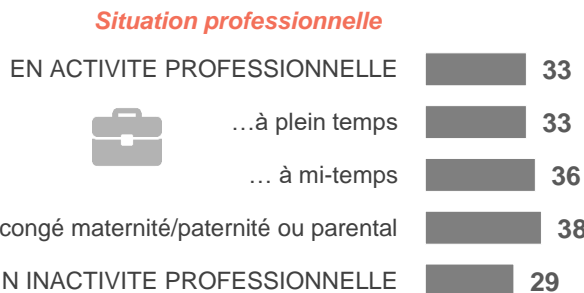 Situation professionnelle
EN ACTIVITE PROFESSIONNELLE 33
…à plein temps 33
… à mi-temps 36
congé maternité/paternité ou parental 38
N INACTIVITE PROFESSIONNELLE 29